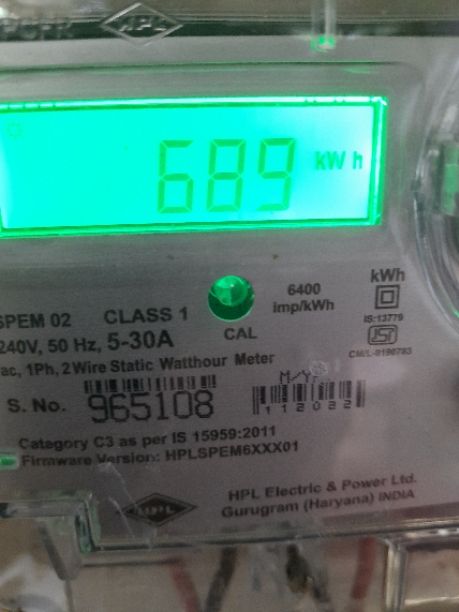 HPL
689 kW h
6400
imp/kWh
kWh
IS:13779
SPEM 02 CLASS 1
240V, 50 Hz, 5-30A
CAL
ac, 1Ph, 2 Wire Static Watthour Meter
M/Yr.
S. No. 965108
112022
Category C3 as per IS 15959:2011
Firmware Version: HPLSPEM6XXX01
HPL
HPL Electric & Power Ltd.
Gurugram (Haryana) INDIA